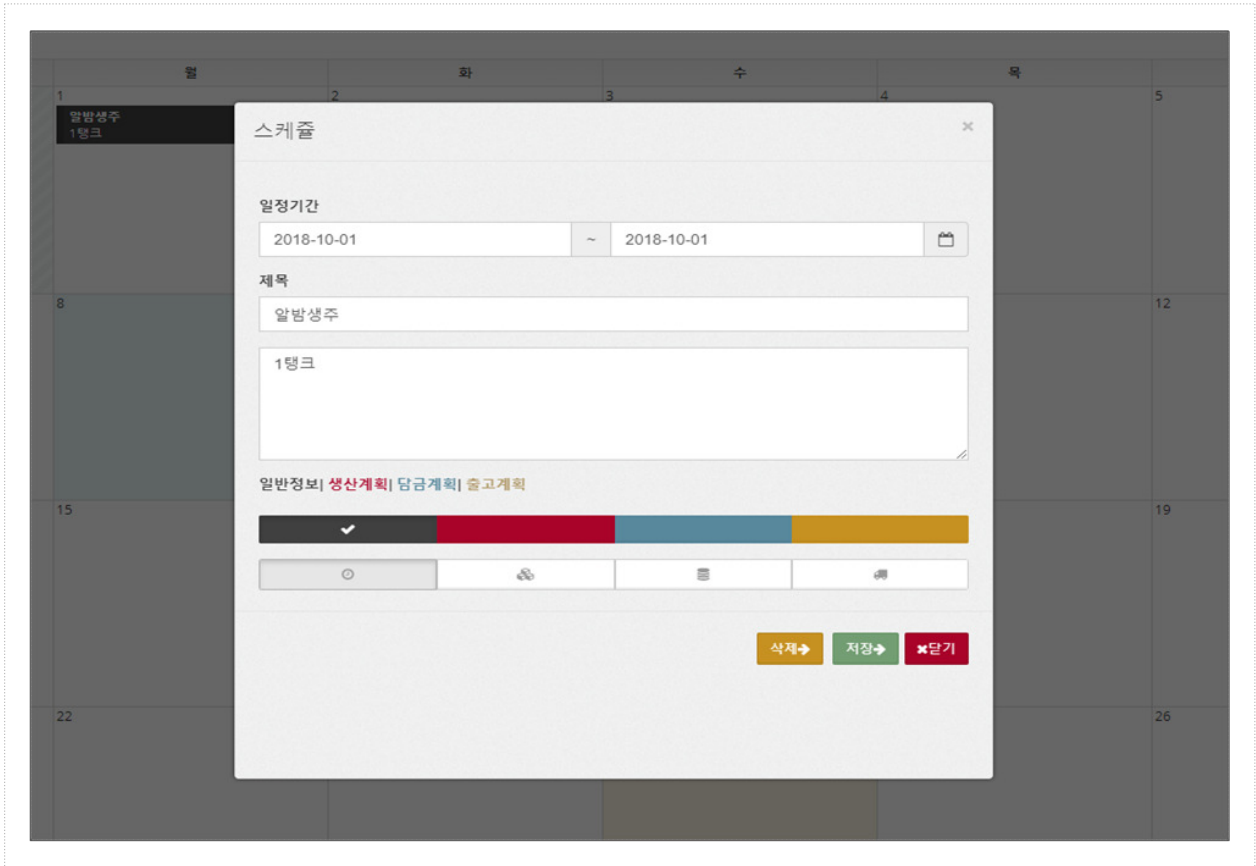 월 화 수 목
1 2 3 4 5
알밤생주
1탱크
스케쥴 ×
일정기간
2018-10-01 ~ 2018-10-01
제목
알밤생주
8 12
1탱크
일반정보| 생산계획| 담금계획| 출고계획
15 19
삭제 저장 닫기
22 26